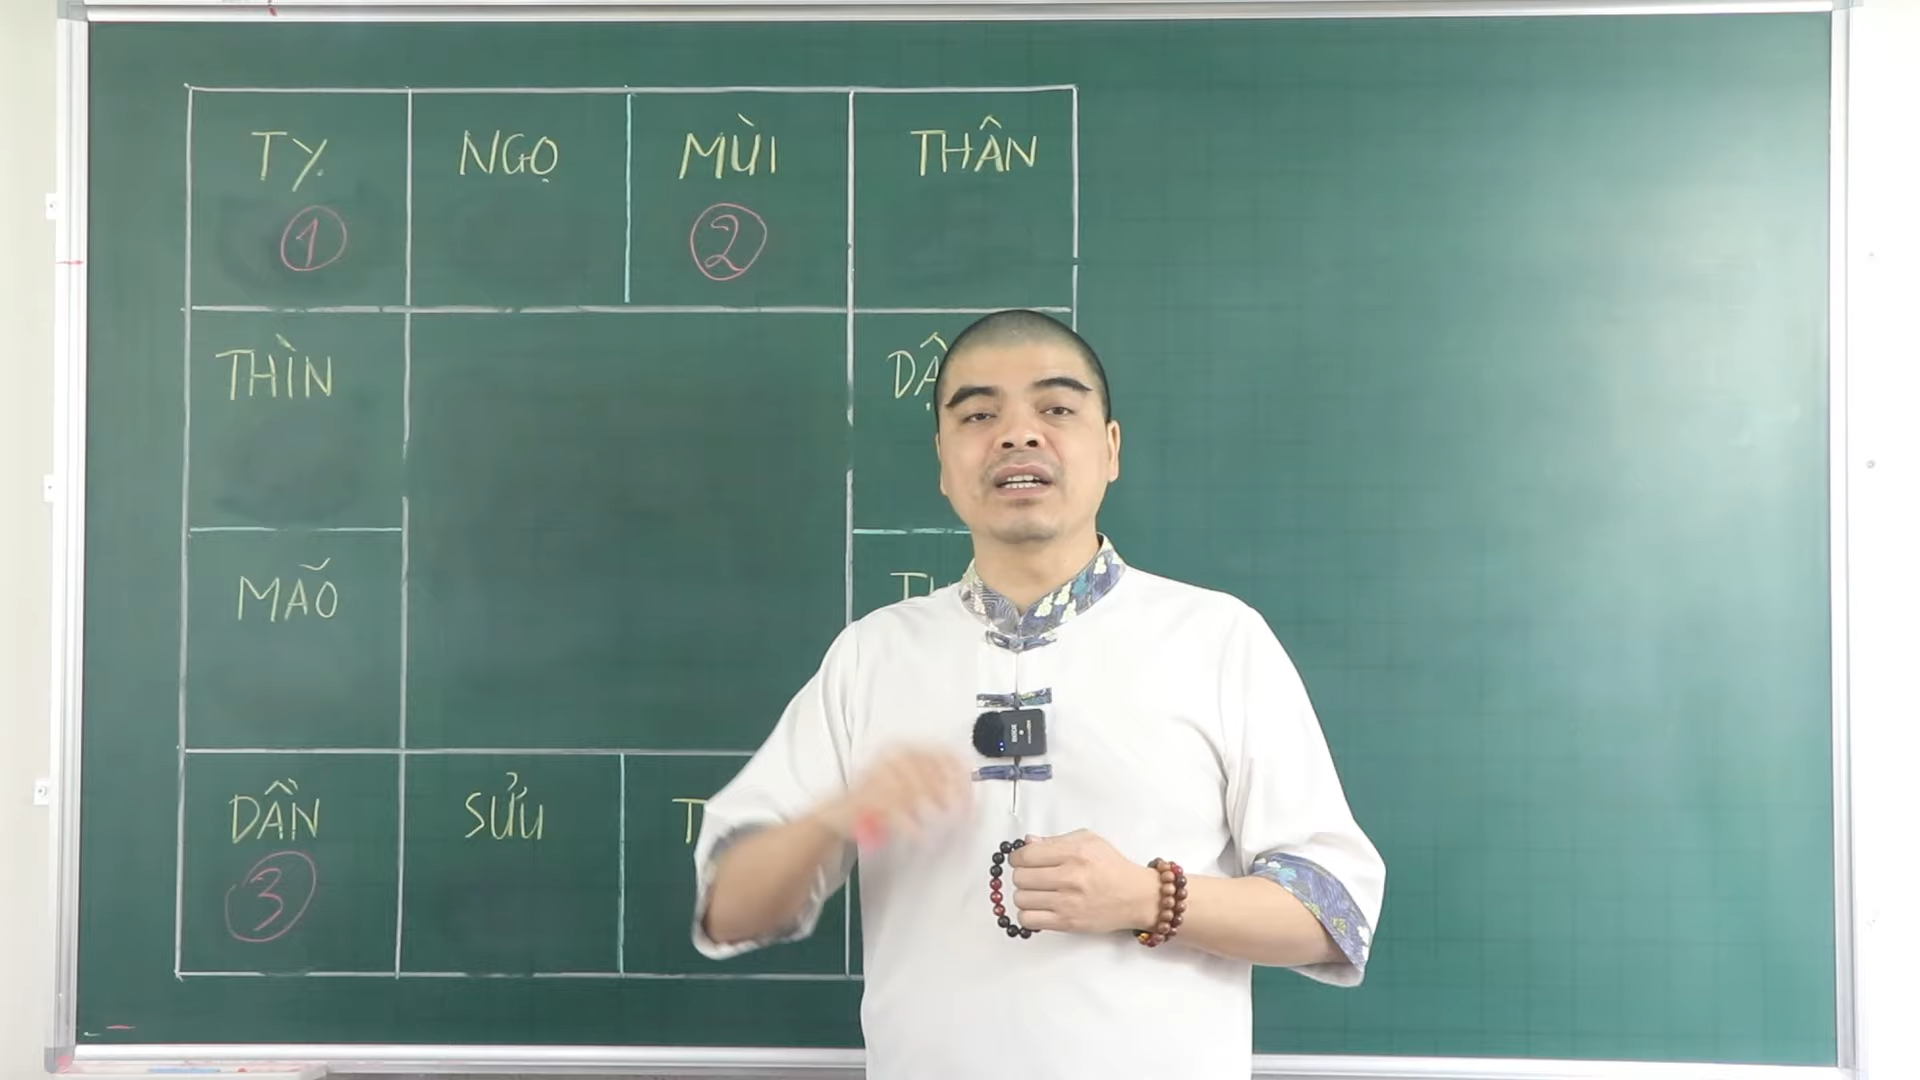 TỴ NGỌ MÙI THÂN
1 2
THÌN
MÃO
DẦN SỬU
3